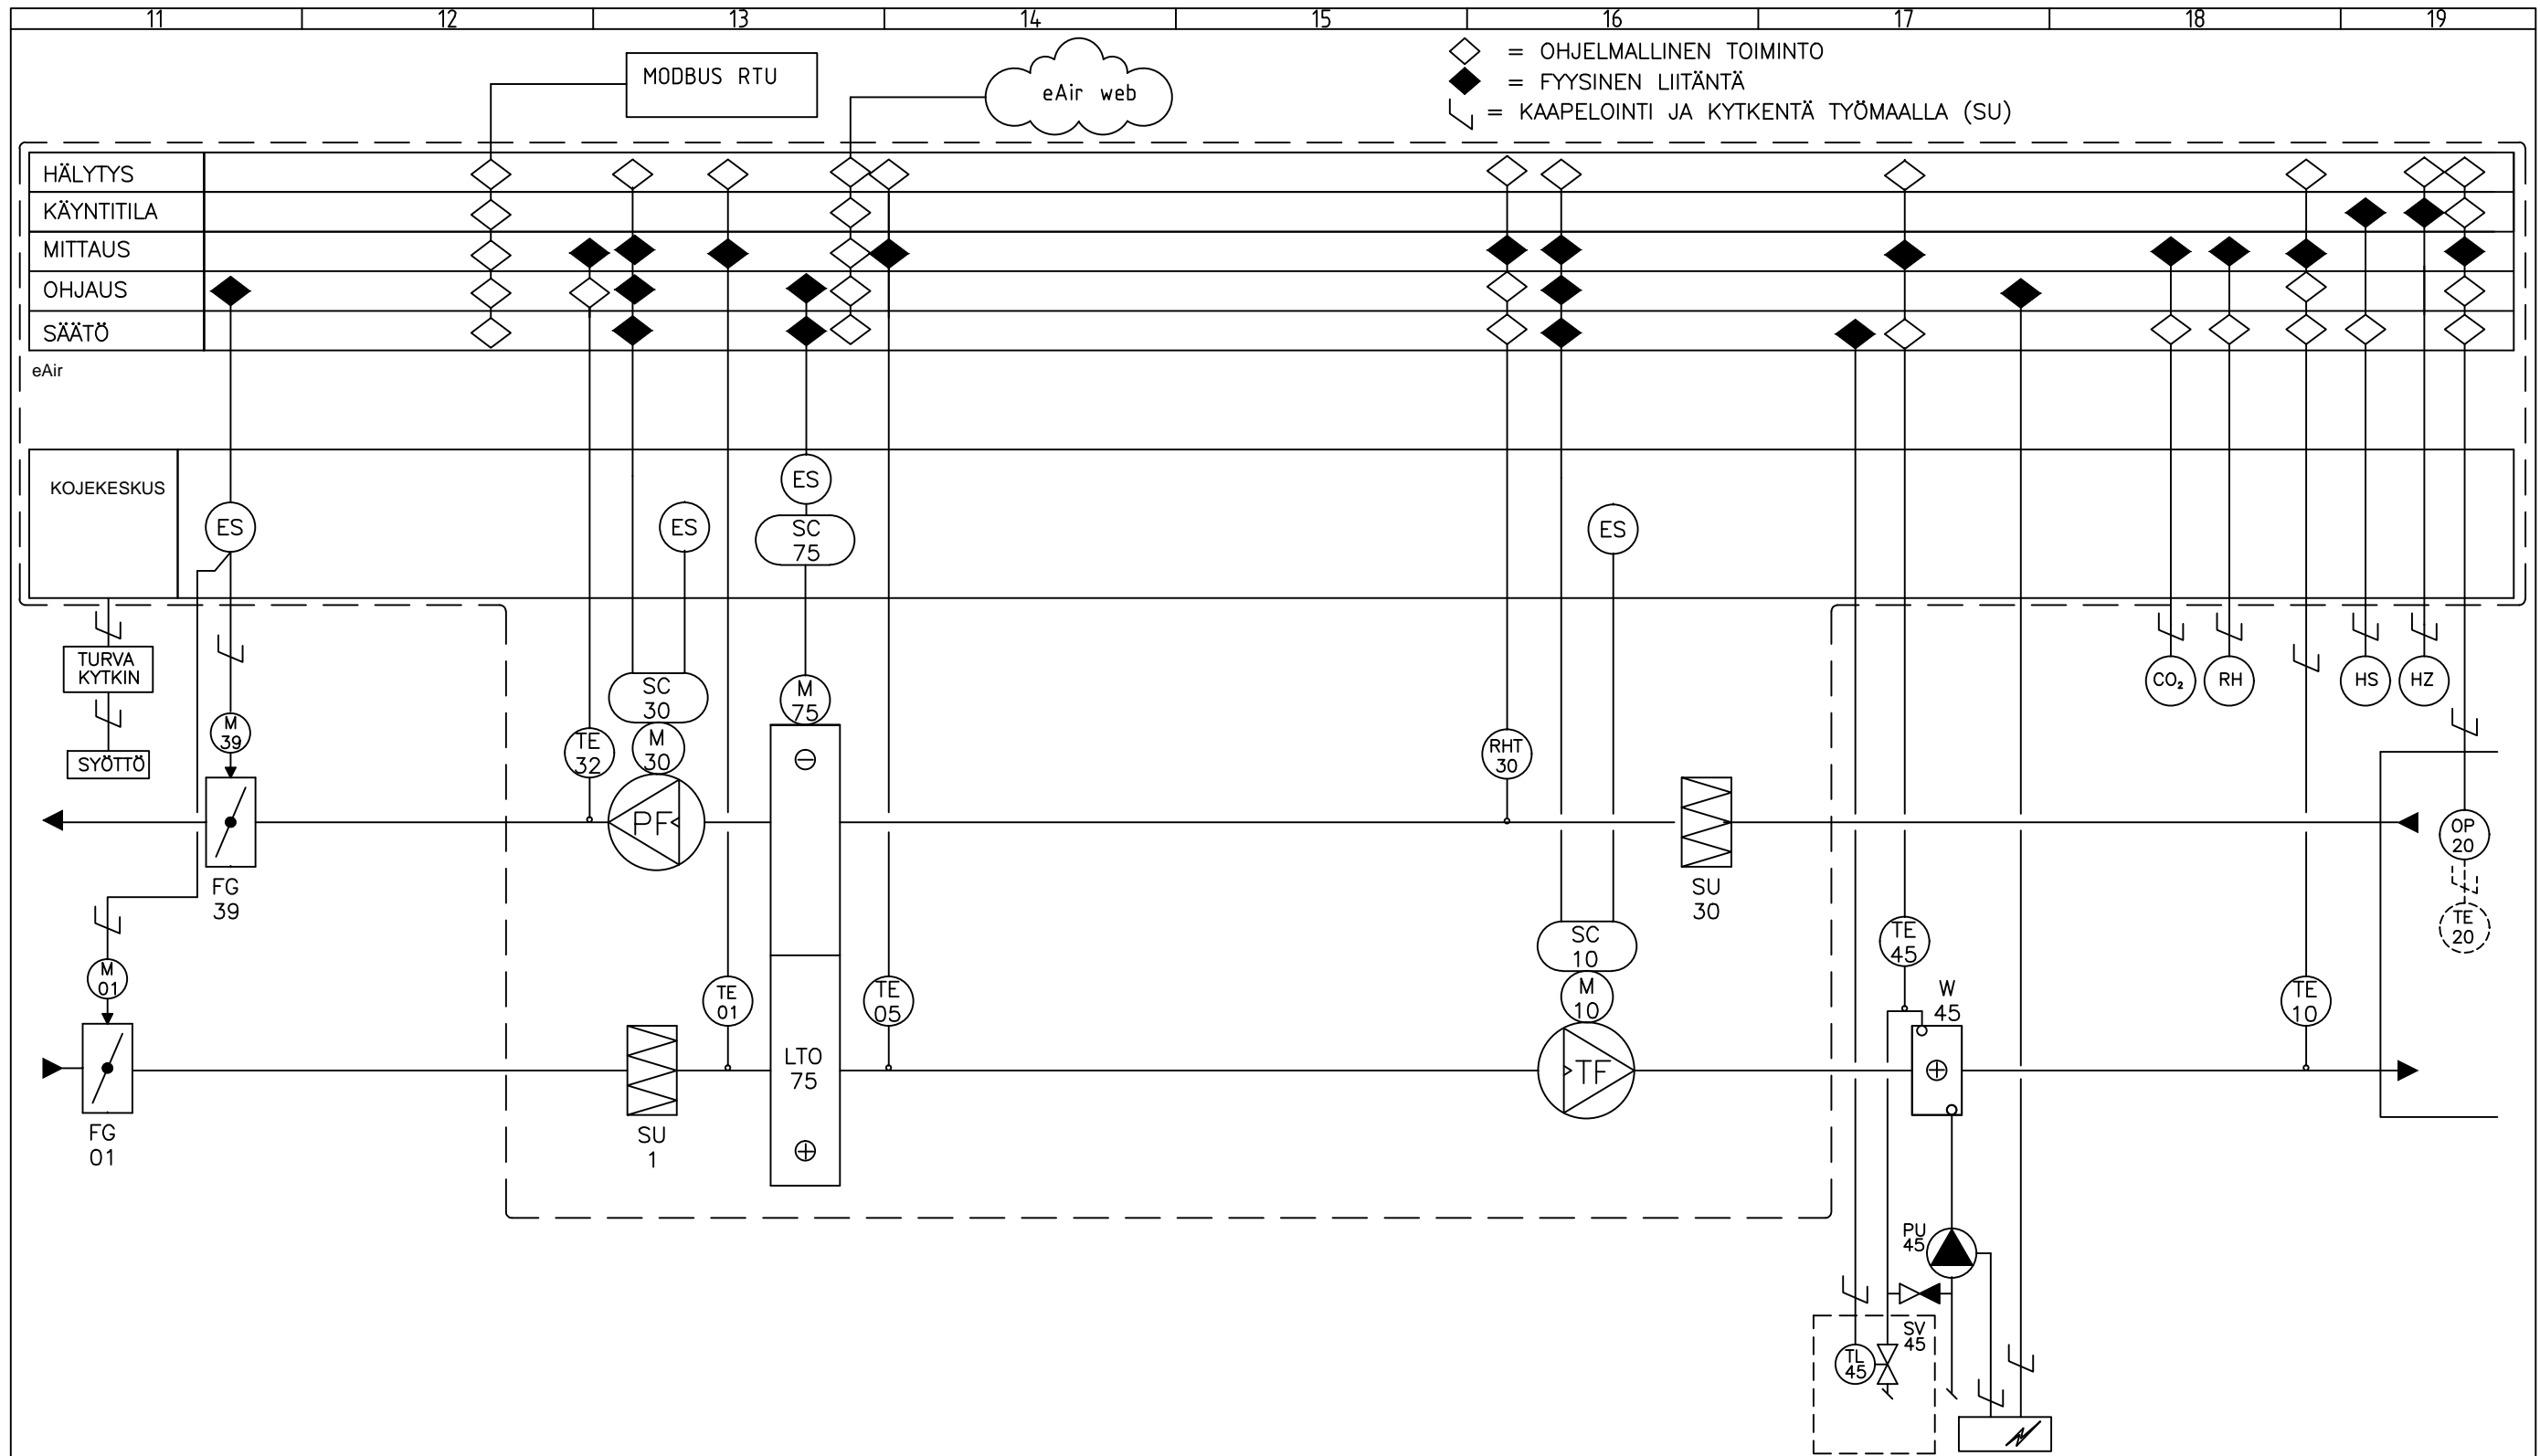 11 12 13 14 15 16 17 18 19
= OHJELMALLINEN TOIMINTO
MODBUS RTU
eAir web
= FYYSINEN LIITÄNTÄ
= KAAPELOINTI JA KYTKENTÄ TYÖMAALLA (SU)
HÄLYTYS
KÄYNTITILA
MITTAUS
OHJAUS
SÄÄTÖ
eAir
KOJEKESKUS
ES
ES
ES
SC
75
ES
TURVA
KYTKIN
SYÖTTÖ
M
39
TE
32
SC
30
M
30
M
75
RHT
30
CO₂
RH
HS
HZ
PF
FG
39
SU
30
OP
20
TE
20
M
01
TE
01
TE
05
SC
10
M
10
TE
45
W
45
TE
10
LTO
75
TF
FG
01
SU
1
PU
45
SV
45
TL
45